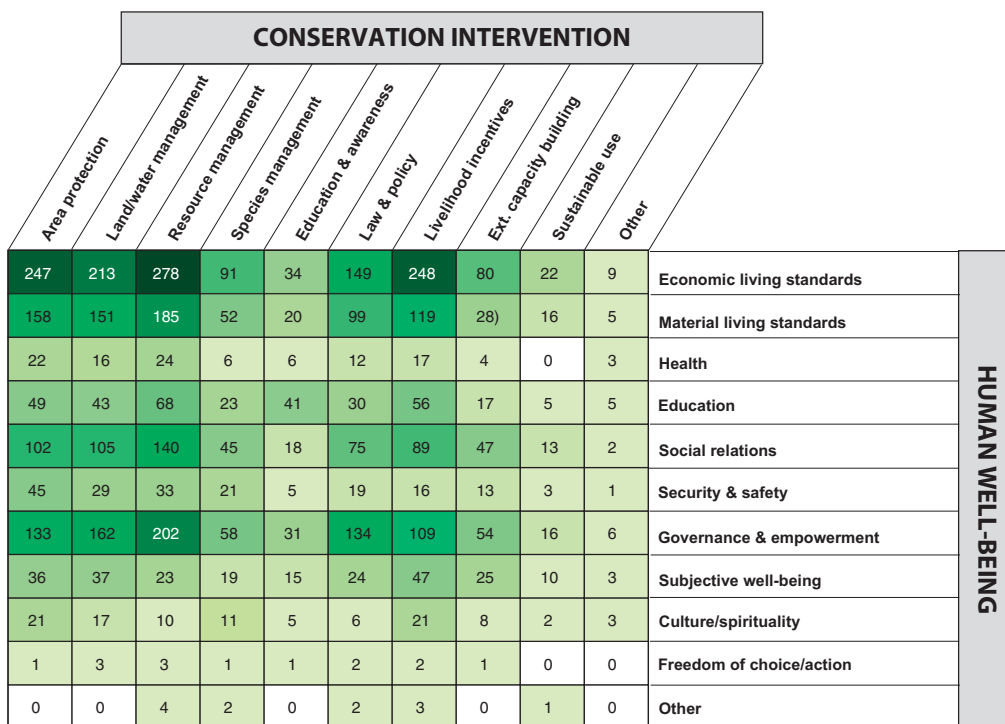 CONSERVATION INTERVENTION
Area protection
Land/water management
Resource management
Species management
Education & awareness
Law & policy
Livelihood incentives
Ext. capacity building
Sustainable use
Other
247 213 278 91 34 149 248 80 22 9 Economic living standards
158 151 185 52 20 99 119 28) 16 5 Material living standards
22 16 24 6 6 12 17 4 0 3 Health
49 43 68 23 41 30 56 17 5 5 Education
102 105 140 45 18 75 89 47 13 2 Social relations
45 29 33 21 5 19 16 13 3 1 Security & safety
133 162 202 58 31 134 109 54 16 6 Governance & empowerment
36 37 23 19 15 24 47 25 10 3 Subjective well-being
21 17 10 11 5 6 21 8 2 3 Culture/spirituality
1 3 3 1 1 2 2 1 0 0 Freedom of choice/action
0 0 4 2 0 2 3 0 1 0 Other
HUMAN WELL-BEING